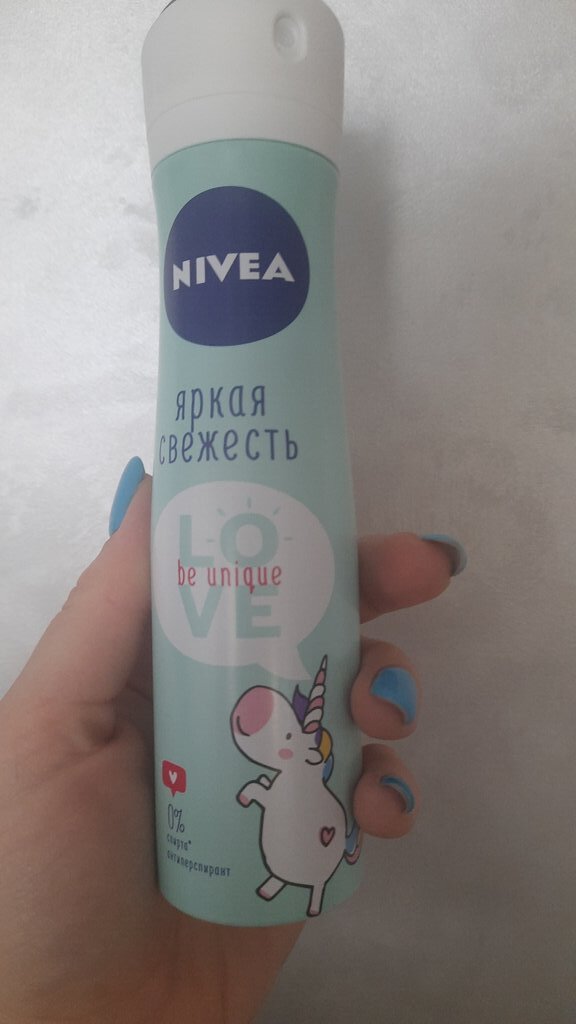 NIVEA
яркая
свежесть
LO
be unique
VE
0%
спирта*
антиперспирант